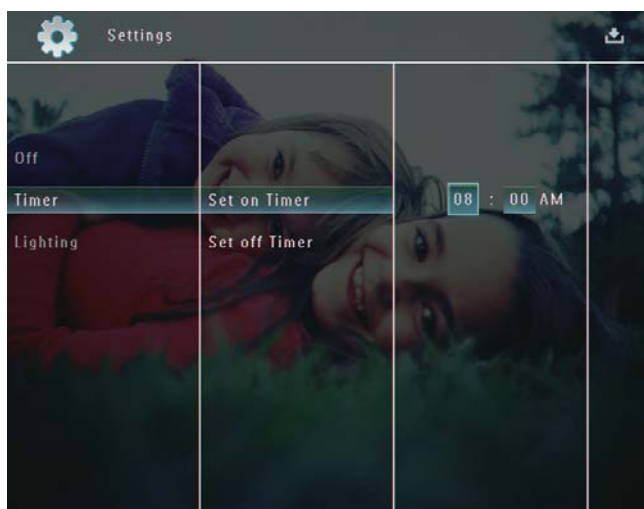 Settings
Off
Timer
Set on Timer
08 : 00 AM
Lighting
Set off Timer